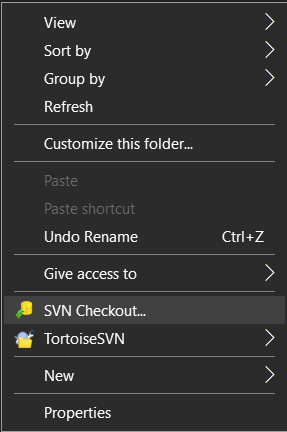 View
Sort by
Group by
Refresh
Customize this folder...
Paste
Paste shortcut
Undo Rename Ctrl+Z
Give access to
SVN Checkout...
TortoiseSVN
New
Properties